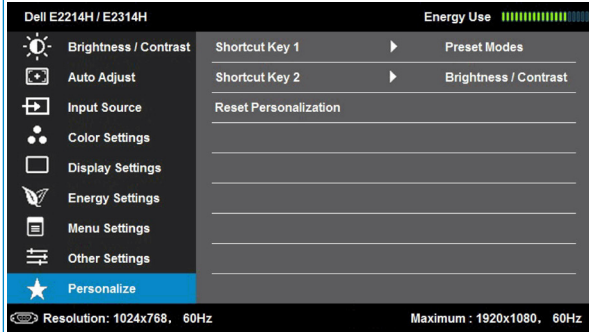 Dell E2214H / E2314H Energy Use
Brightness / Contrast Shortcut Key 1 Preset Modes
Auto Adjust Shortcut Key 2 Brightness / Contrast
Input Source Reset Personalization
Color Settings
Display Settings
Energy Settings
Menu Settings
Other Settings
Personalize
Resolution: 1024x768, 60Hz Maximum : 1920x1080, 60Hz